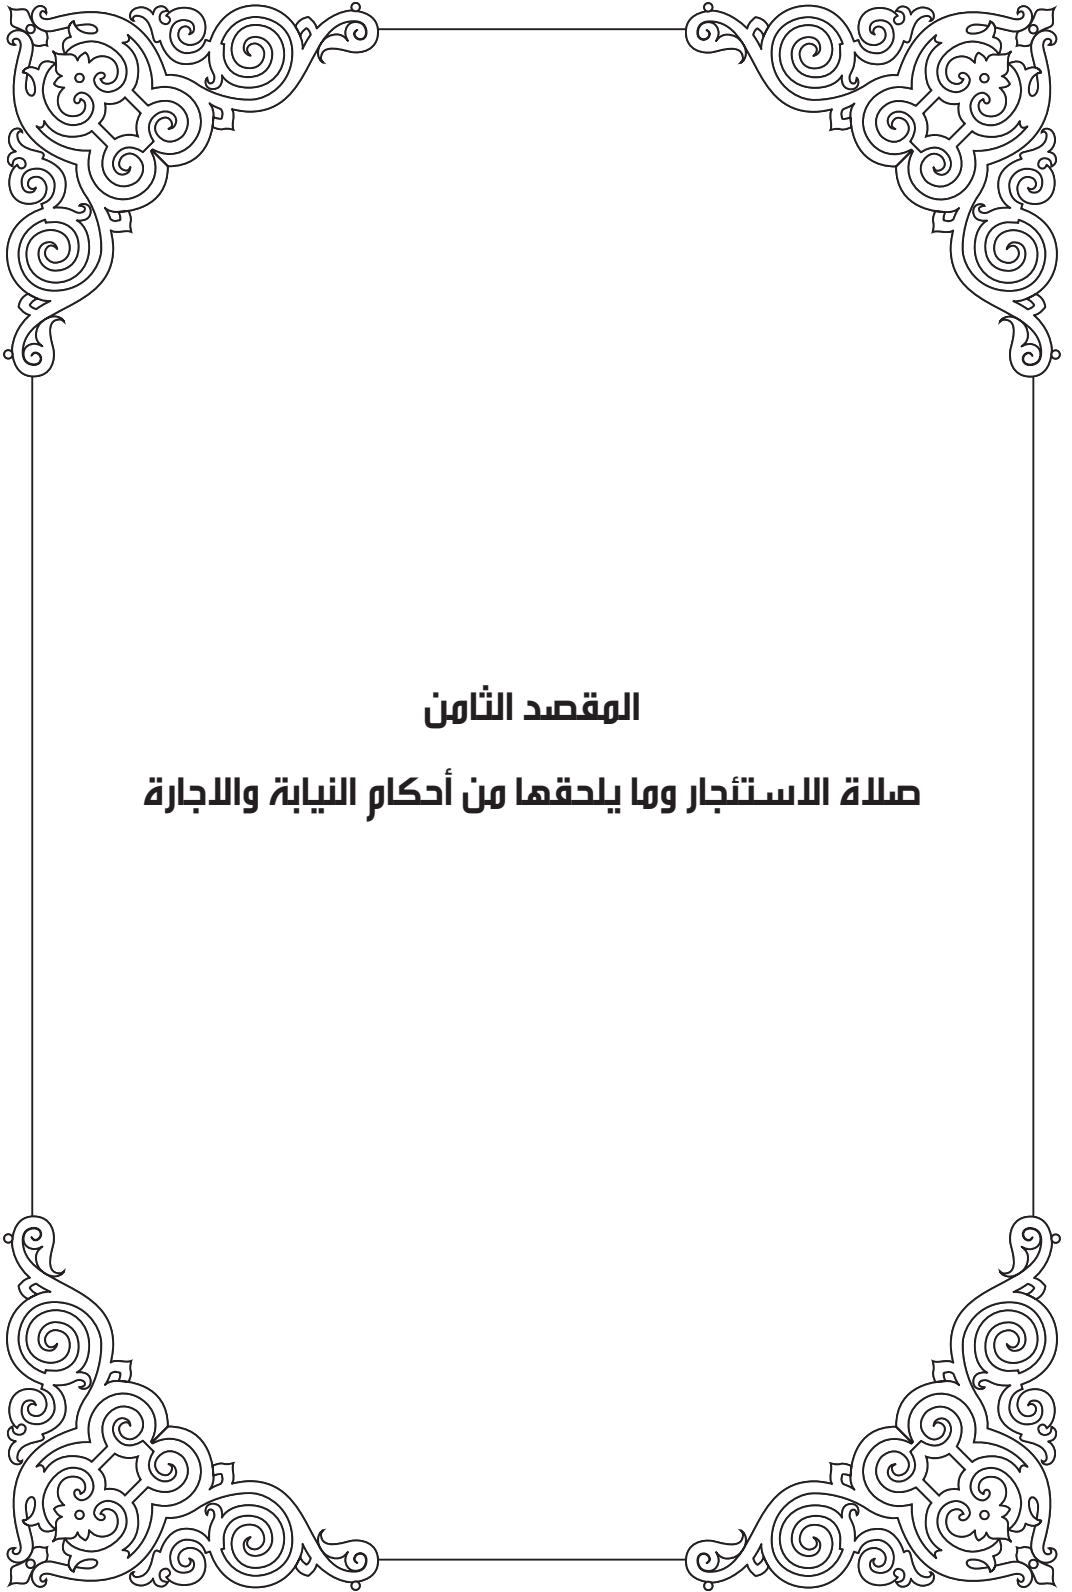 المقصد الثامن
صلاة الاستئجار وما يلحقها من أحكام النيابة والاجارة